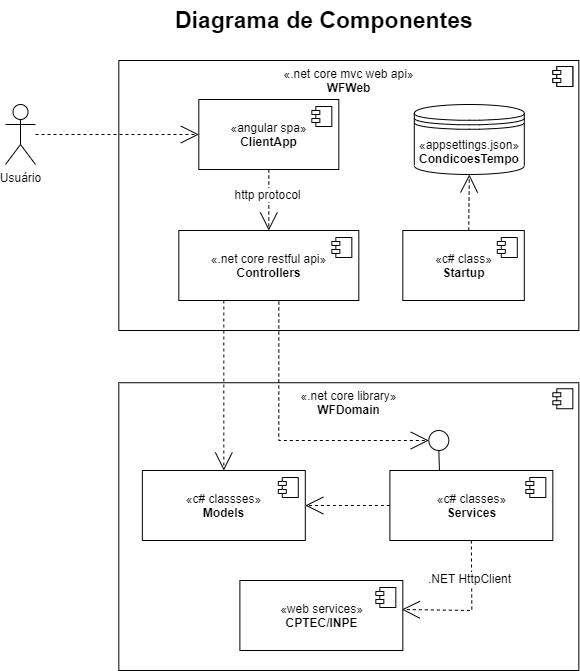 Diagrama de Componentes
«.net core mvc web api»
WFWeb
«angular spa»
ClientApp
«appsettings.json»
CondicoesTempo
Usuário
http protocol
«.net core restful api»
Controllers
«c# class»
Startup
«.net core library»
WFDomain
«c# classses»
Models
«c# classes»
Services
.NET HttpClient
«web services»
CPTEC/INPE